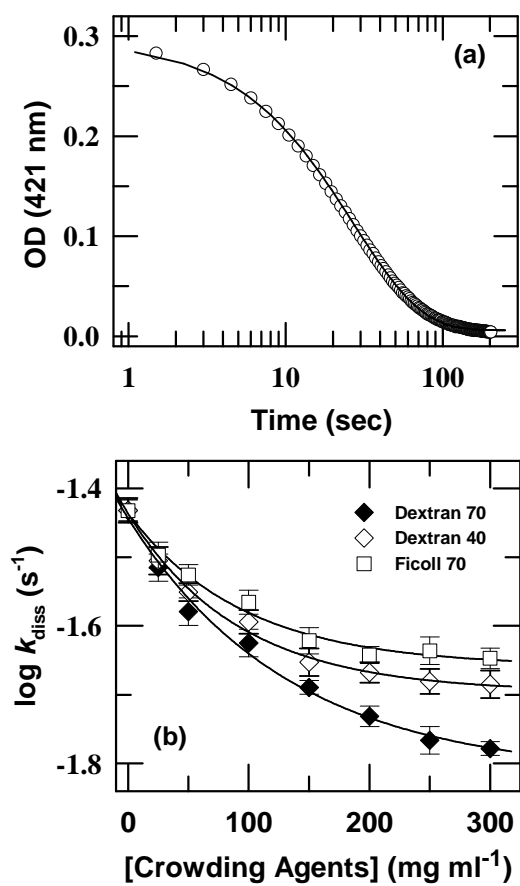 (a)
0.3
0.2
0.1
0.0
OD (421 nm)
1 10 100
Time (sec)
-1.4
-1.6
-1.8
log k diss (s-1)
Dextran 70
Dextran 40
Ficoll 70
(b)
0 100 200 300
[Crowding Agents] (mg ml-1)